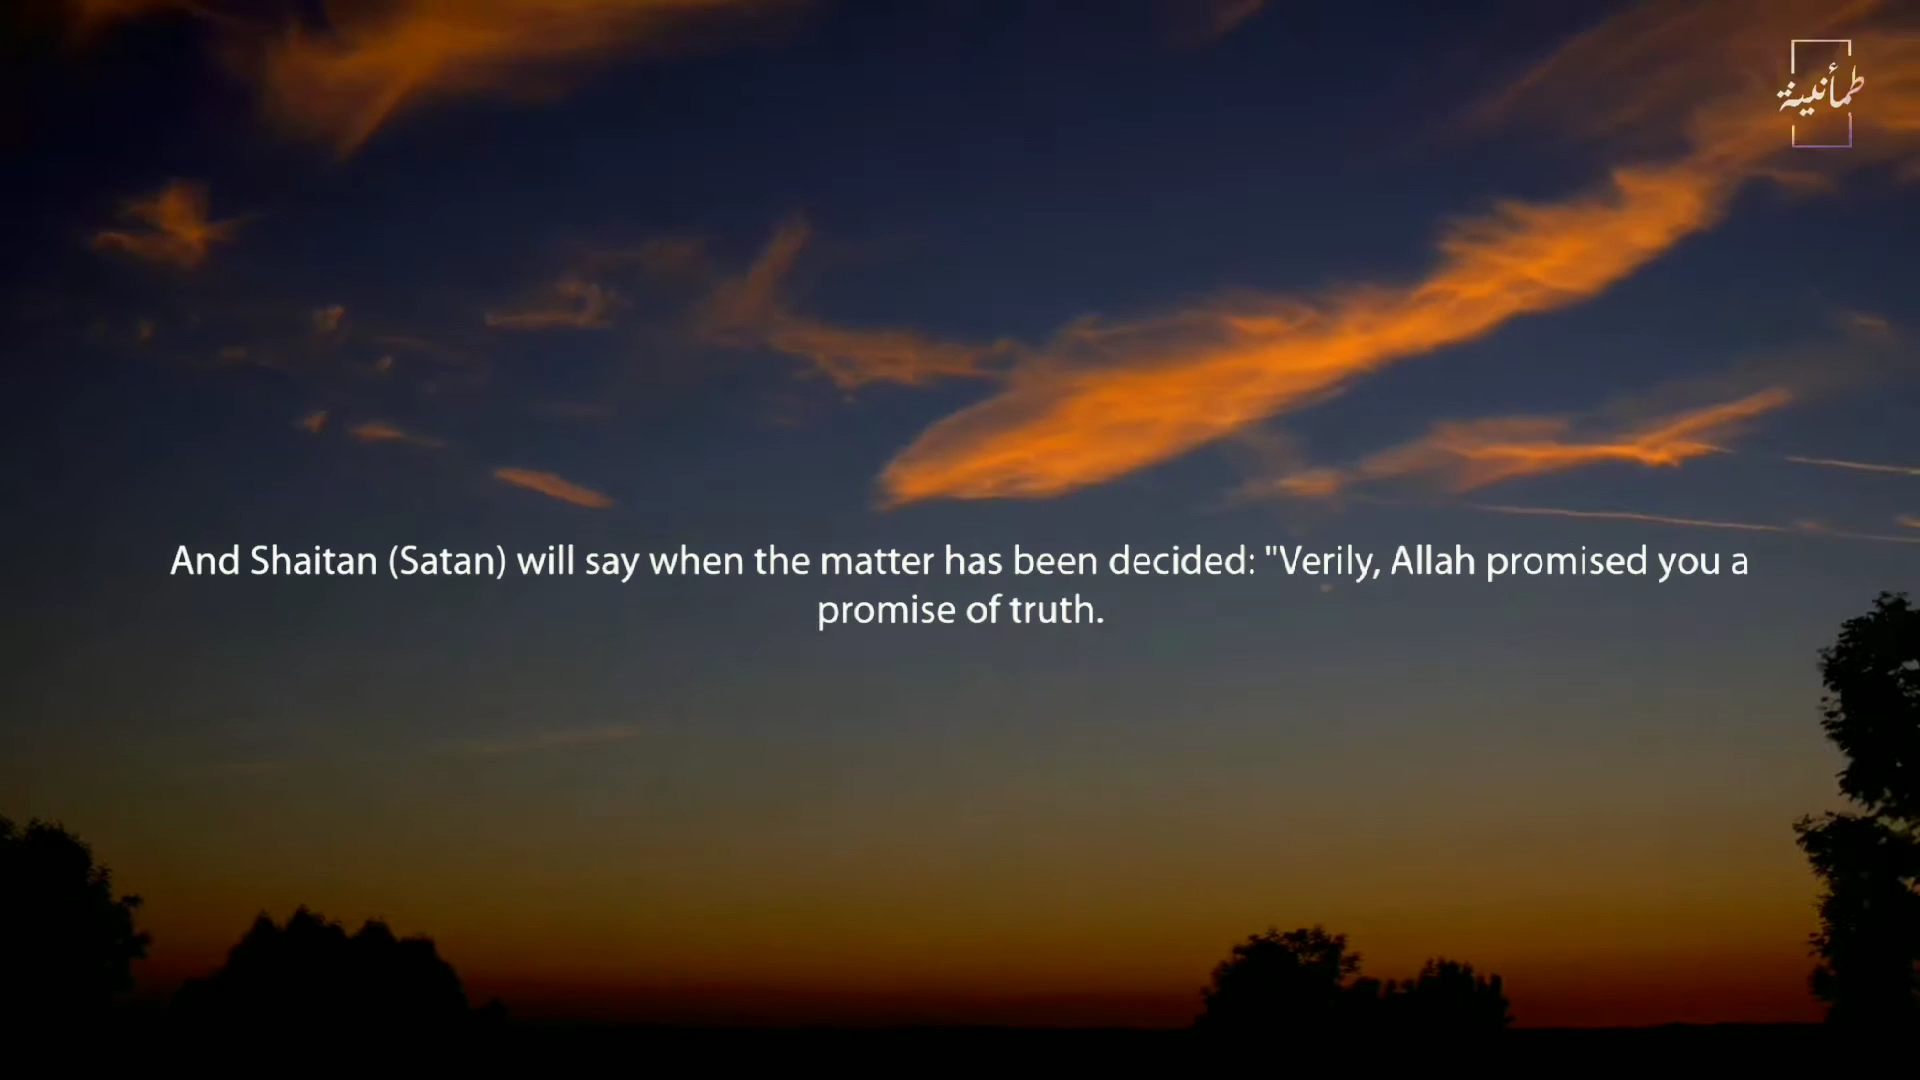 طمأنينة
And Shaitan (Satan) will say when the matter has been decided: "Verily, Allah promised you a
promise of truth.